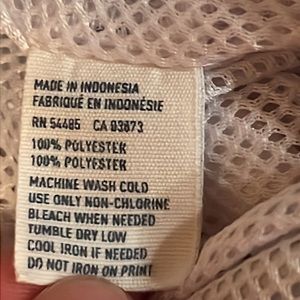 MADE IN INDONESIA
FABRIQUÉ EN INDONÉSIE
RN 54485 CA 03673
100% POLYESTER
100% POLYESTER
MACHINE WASH COLD
USE ONLY NON-CHLORINE
BLEACH WHEN NEEDED
TUMBLE DRY LOW
COOL IRON IF NEEDED
DO NOT IRON ON PRINT